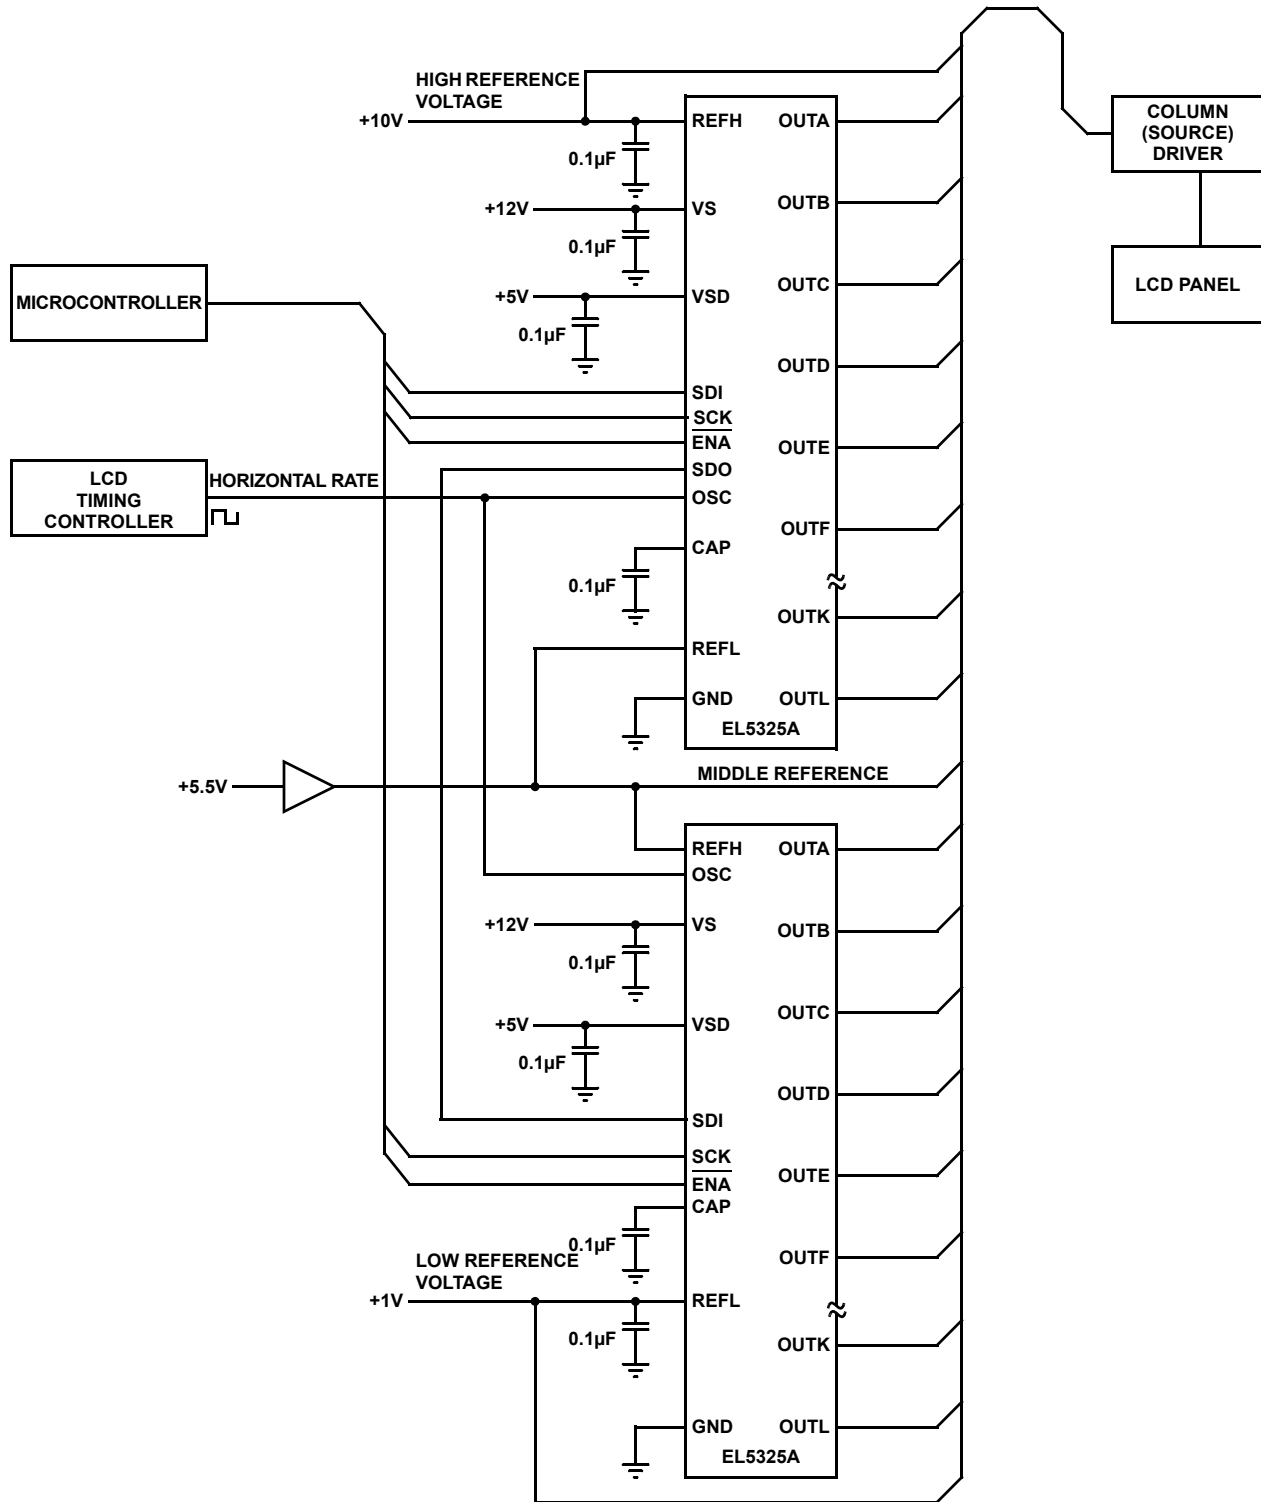 HIGH REFERENCE
VOLTAGE
+10V
REFH
OUTA
0.1µF
COLUMN
(SOURCE)
DRIVER
+12V
VS
OUTB
0.1µF
MICROCONTROLLER
+5V
VSD
OUTC
LCD PANEL
0.1µF
OUTD
SDI
SCK
ENA
OUTE
SDO
LCD
TIMING
CONTROLLER
HORIZONTAL RATE
OSC
OUTF
CAP
0.1µF
OUTK
REFL
GND
OUTL
EL5325A
MIDDLE REFERENCE
+5.5V
REFH
OUTA
OSC
+12V
VS
OUTB
0.1µF
OUTC
+5V
VSD
0.1µF
OUTD
SDI
SCK
OUTE
ENA
CAP
0.1µF
OUTF
LOW REFERENCE
VOLTAGE
+1V
REFL
0.1µF
OUTK
GND
OUTL
EL5325A